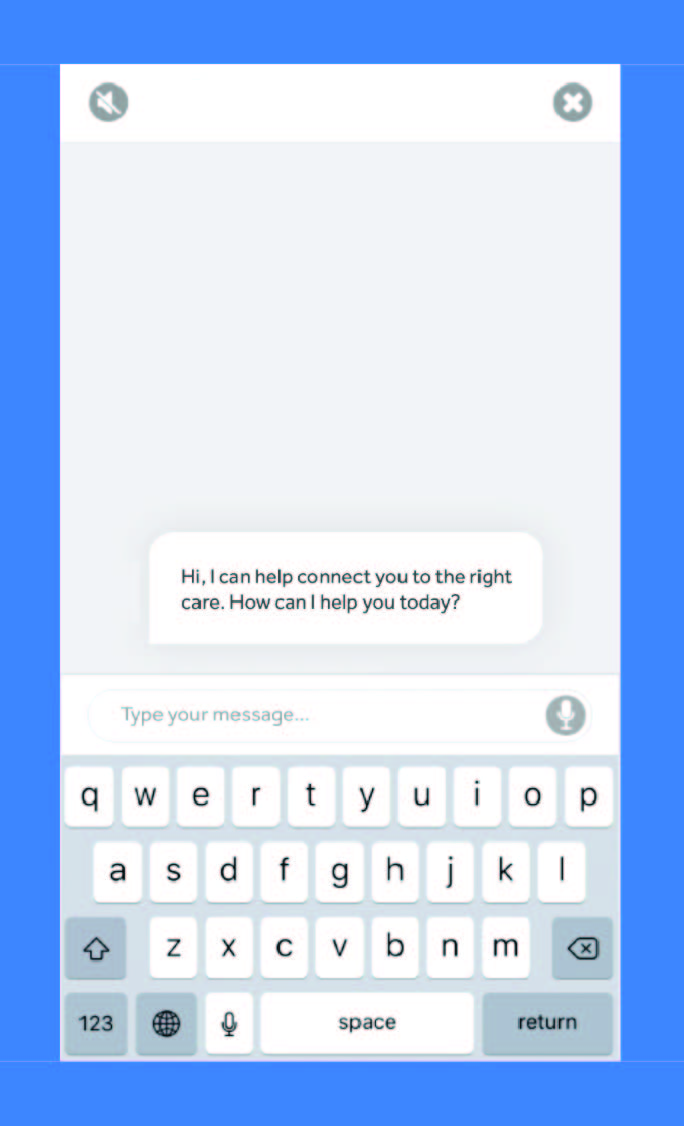 Hi, I can help connect you to the right
care. How can I help you today?
Type your message...
q w e r t y u i o p
a s d f g h j k l
z x c v b n m
123 space return